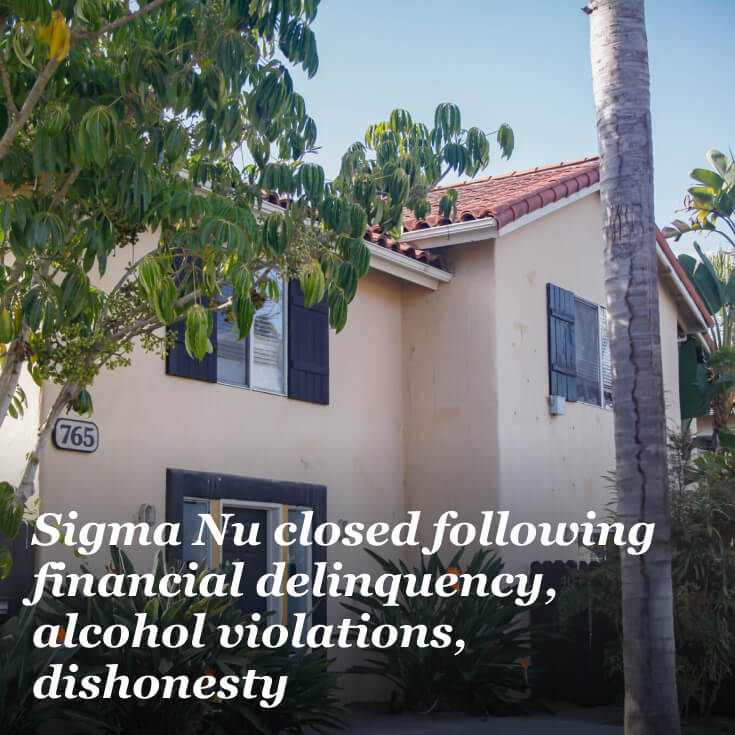 765
Sigma Nu closed following
financial delinquency,
alcohol violations,
dishonesty